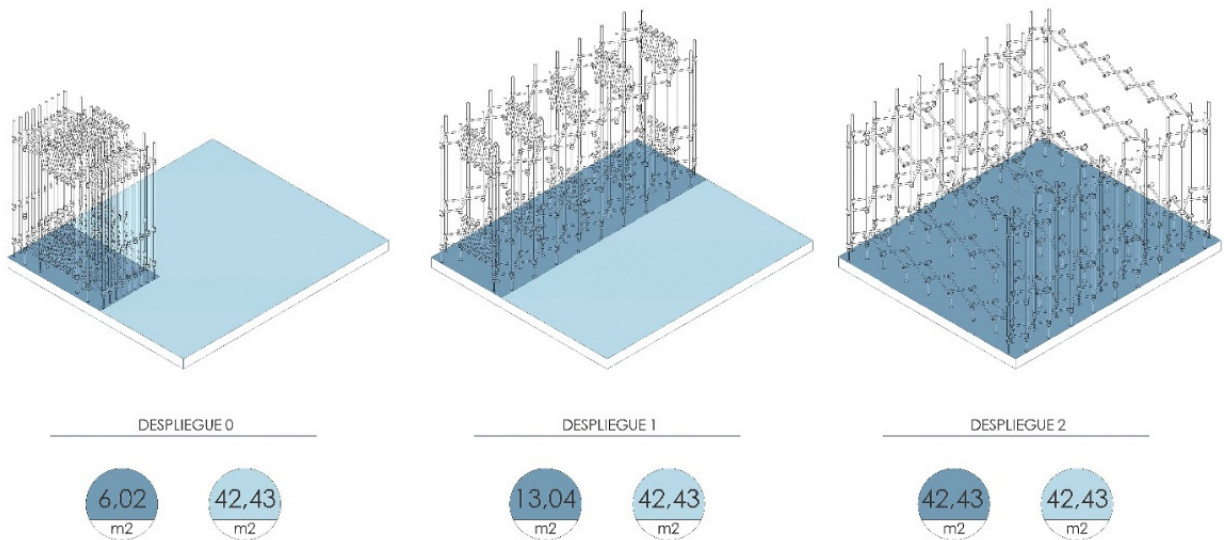 DESPLIEGUE 0
6,02
m2
42,43
m2
DESPLIEGUE 1
13,04
m2
42,43
m2
DESPLIEGUE 2
42,43
m2
42,43
m2